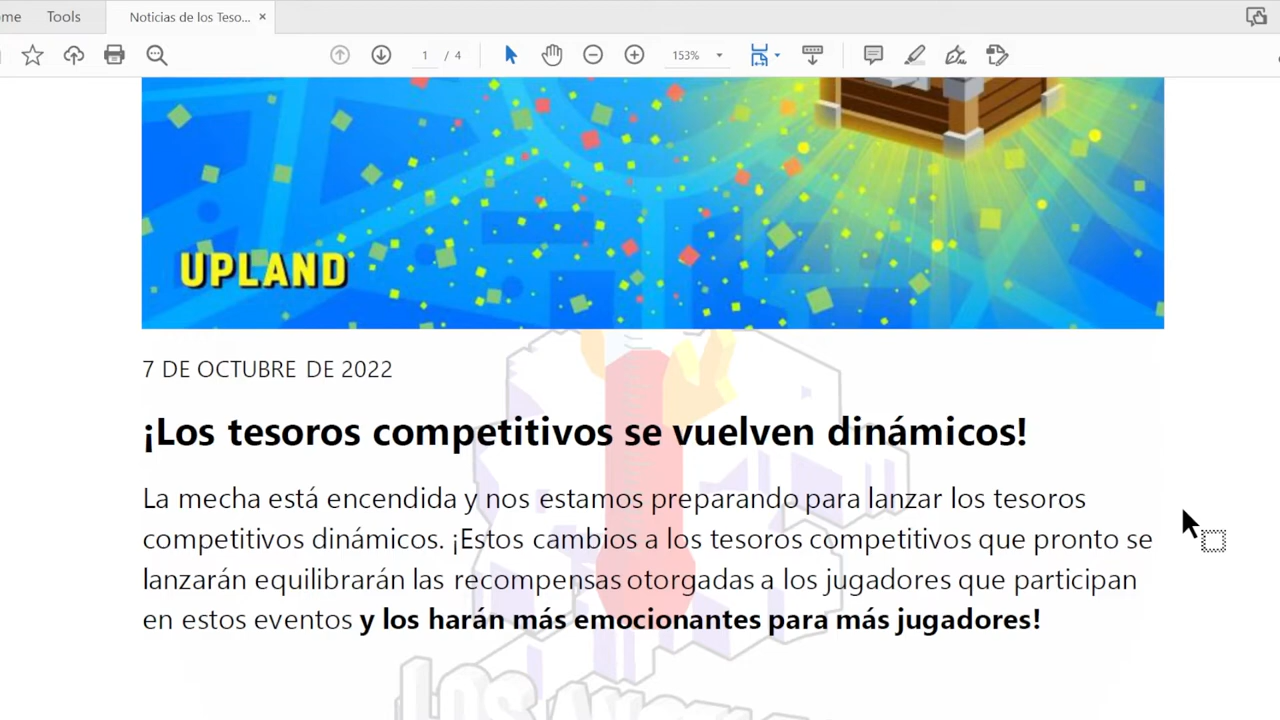 ome
Tools
Noticias de los Teso... ×
1 / 4
153%
UPLAND
7 DE OCTUBRE DE 2022
¡Los tesoros competitivos se vuelven dinámicos!
La mecha está encendida y nos estamos preparando para lanzar los tesoros
competitivos dinámicos. ¡Estos cambios a los tesoros competitivos que pronto se
lanzarán equilibrarán las recompensas otorgadas a los jugadores que participan
en estos eventos y los harán más emocionantes para más jugadores!